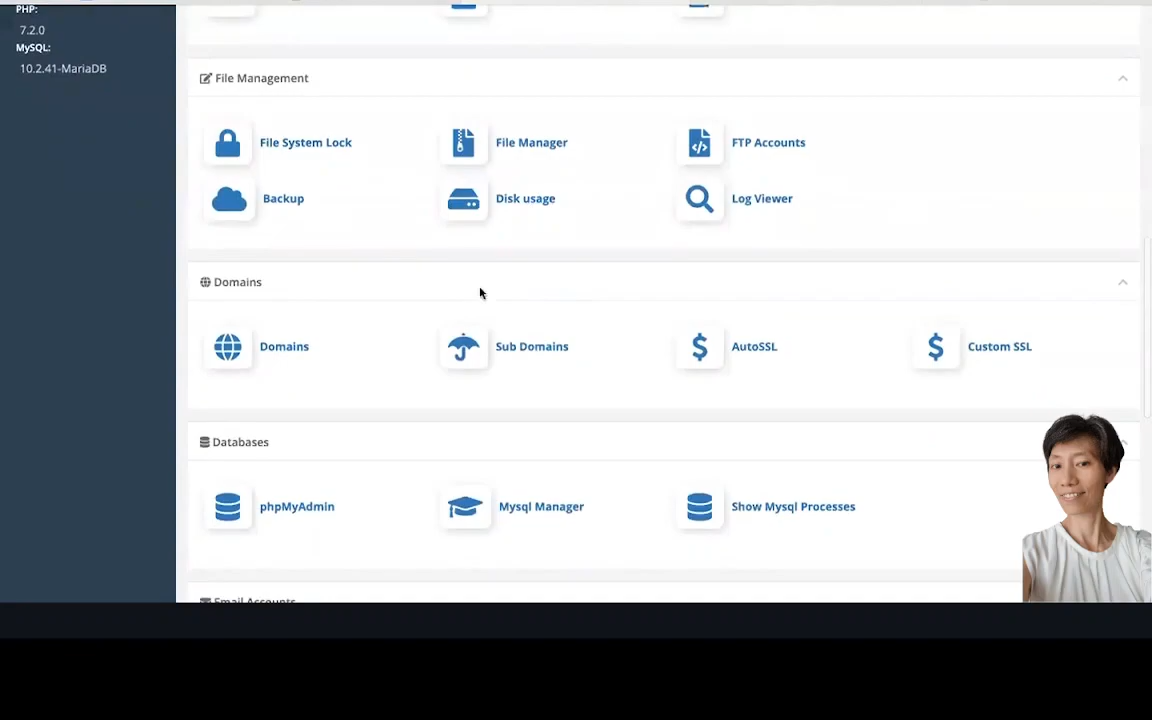 PHP:
7.2.0
MySQL:
10.2.41-MariaDB
File Management
File System Lock
File Manager
FTP Accounts
Backup
Disk usage
Log Viewer
Domains
Domains
Sub Domains
AutoSSL
Custom SSL
Databases
phpMyAdmin
Mysql Manager
Show Mysql Processes
Email Accounts